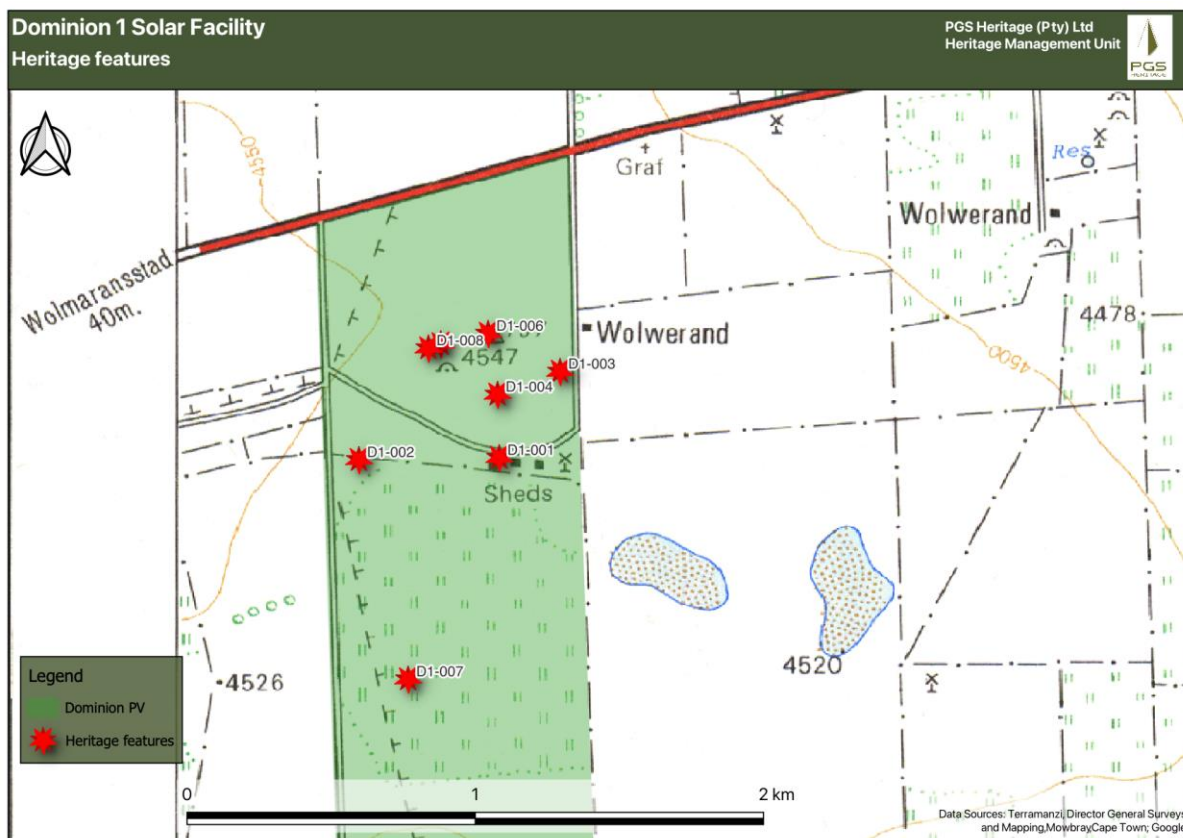 Dominion 1 Solar Facility
Heritage features
PGS Heritage (Pty) Ltd
Heritage Management Unit
PGS
HERITAGE
4550
Graf
Res
Wolwerand
Wolmaransstad
40m.
D1-006
D1-008
4547
Wolwerand
D1-003
4478
4500
D1-004
D1-002
D1-001
Sheds
4520
D1-007
4526
Legend
Dominion PV
Heritage features
0 1 2 km
Data Sources: Terramanzi, Director General Surveys
and Mapping,Mowbray,Cape Town; Google